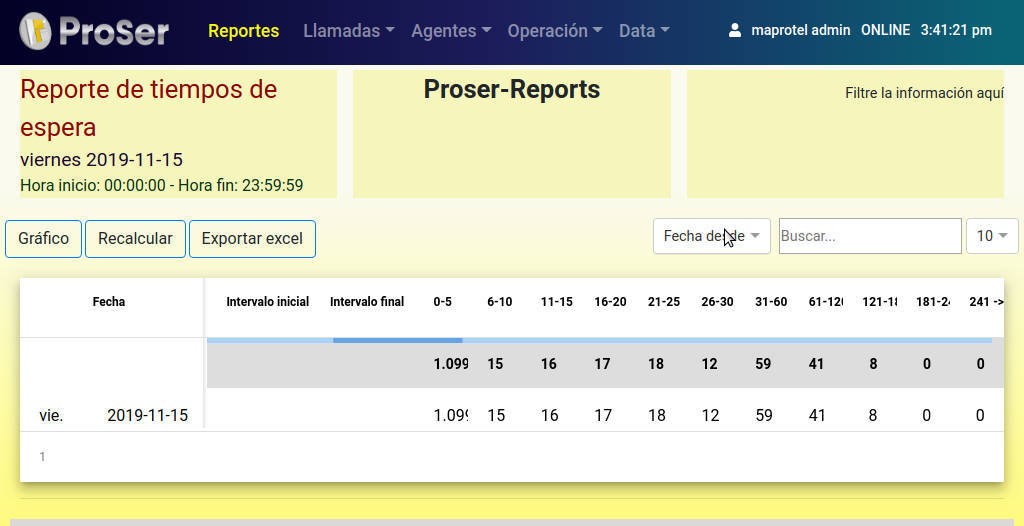 ProSer Reportes Llamadas Agentes Operación Data maprotel admin ONLINE 3:41:21 pm
Reporte de tiempos de espera
viernes 2019-11-15
Hora inicio: 00:00:00 - Hora fin: 23:59:59
Proser-Reports
Filtre la información aquí
Gráfico Recalcular Exportar excel Fecha desde Buscar... 10
Fecha Intervalo inicial Intervalo final 0-5 6-10 11-15 16-20 21-25 26-30 31-60 61-120 121-18 181-24 241 ->
1.099 15 16 17 18 12 59 41 8 0 0
vie. 2019-11-15 1.099 15 16 17 18 12 59 41 8 0 0
1